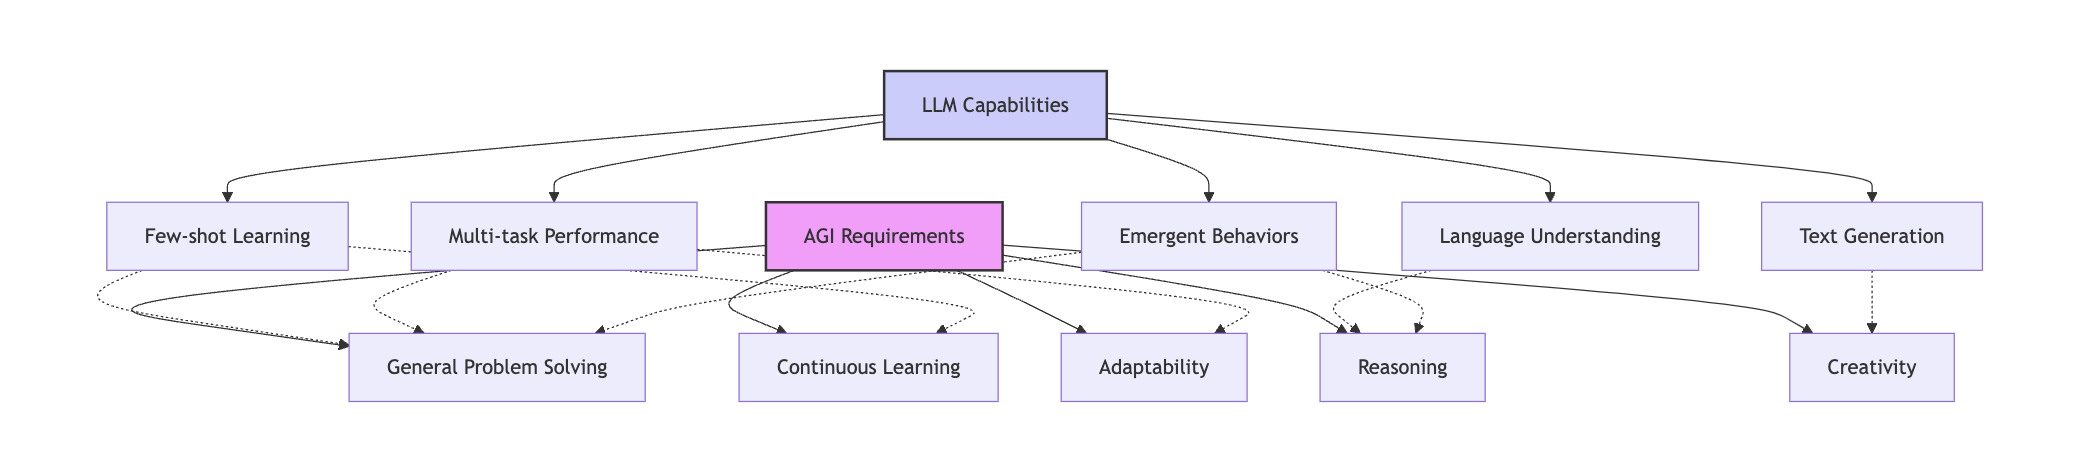 LLM Capabilities
Few-shot Learning
Multi-task Performance
AGI Requirements
Emergent Behaviors
Language Understanding
Text Generation
General Problem Solving
Continuous Learning
Adaptability
Reasoning
Creativity